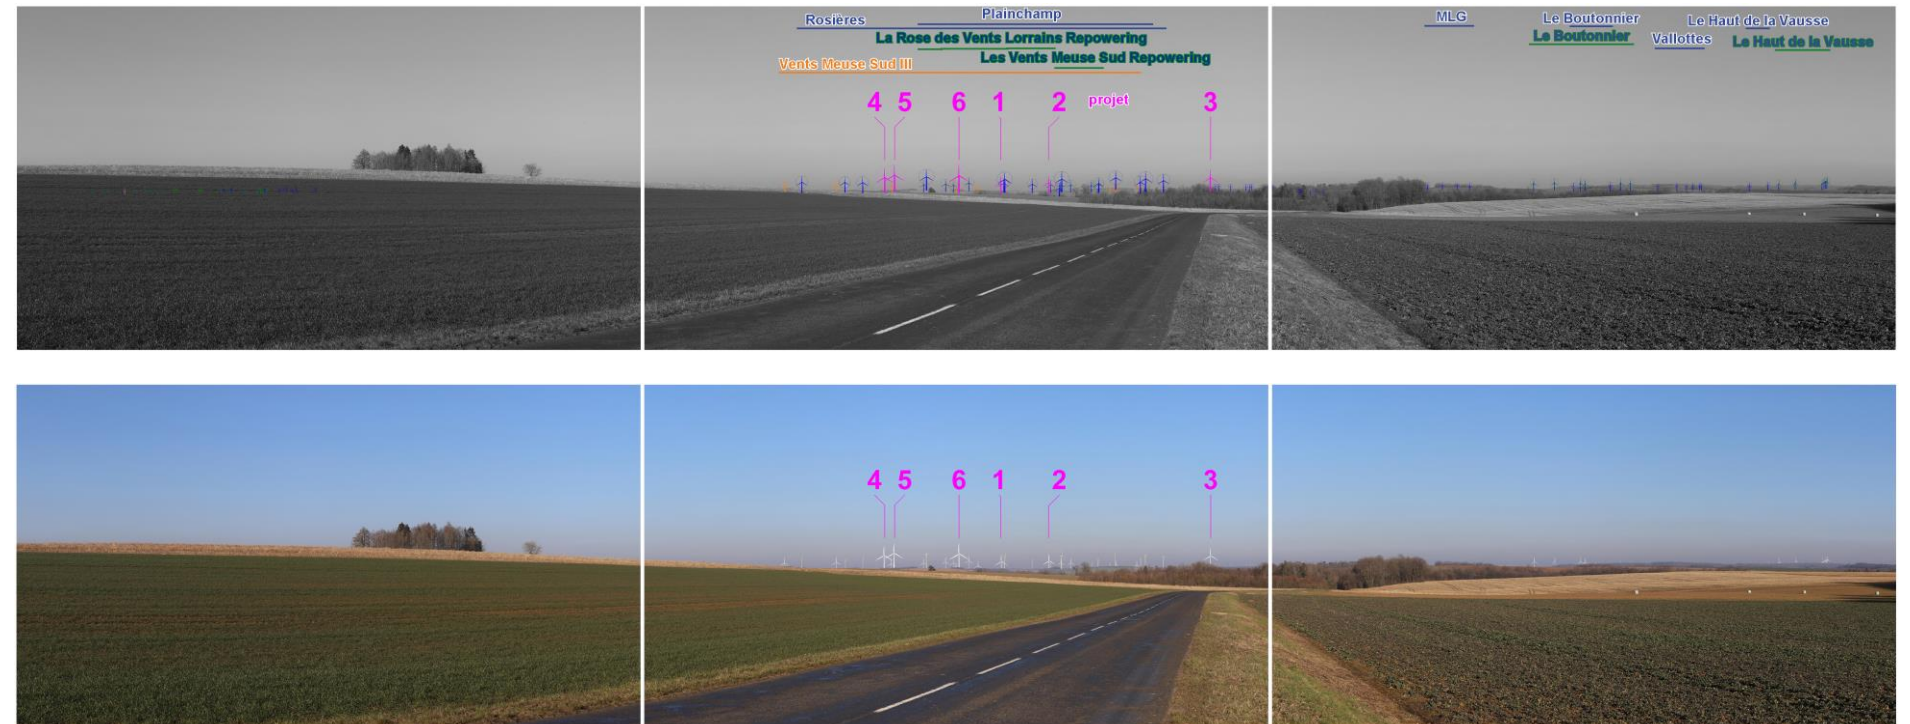 Rosières
Plainchamp
La Rose des Vents Lorrains Repowering
Les Vents Meuse Sud Repowering
Vents Meuse Sud III
4 5 6 1 2 projet 3
MLG
Le Boutonnier
Le Haut de la Vausse
Le Boutonnier
Vallottes
Le Haut de la Vausse
4 5 6 1 2 3